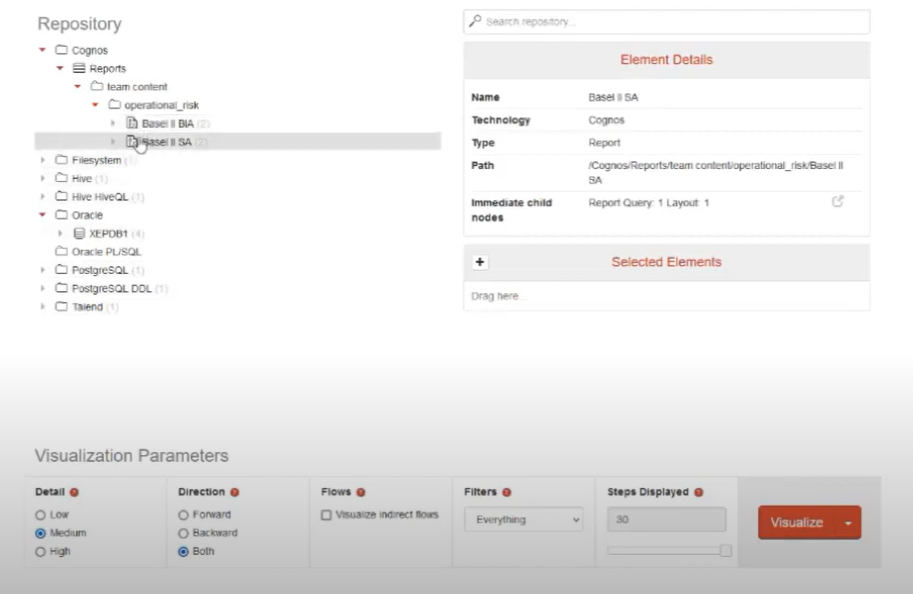 Repository
Cognos
Reports
team content
operational_risk
Basel II BIA (2)
Basel II SA (2)
Filesystem (1)
Hive (1)
Hive HiveQL (1)
Oracle
XEPDB1 (4)
Oracle PL/SQL
PostgreSQL (1)
PostgreSQL DDL (1)
Talend (1)
Search repository...
Element Details
Name Basel II SA
Technology Cognos
Type Report
Path /Cognos/Reports/team content/operational_risk/Basel II
SA
Immediate child Report Query: 1 Layout: 1
nodes
+ Selected Elements
Drag here...
Visualization Parameters
Detail ?
Low
Medium
High
Direction ?
Forward
Backward
Both
Flows ?
Visualize indirect flows
Filters ?
Everything
Steps Displayed ?
30
Visualize